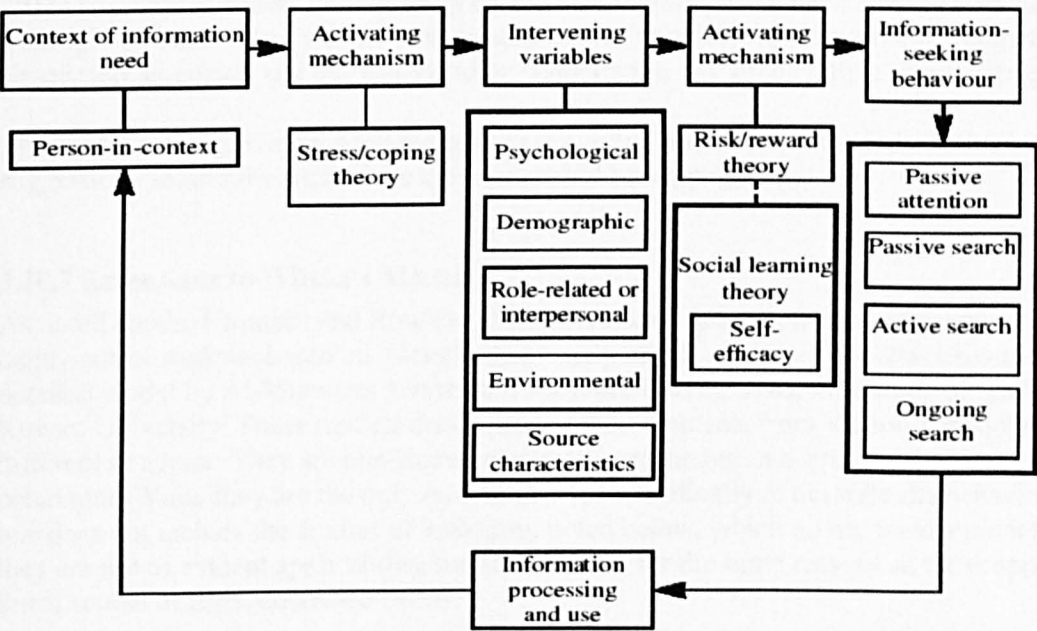 Context of information
need
Activating
mechanism
Intervening
variables
Activating
mechanism
Information-
seeking
behaviour
Person-in-context
Stress/coping
theory
Psychological
Demographic
Role-related or
interpersonal
Environmental
Source
characteristics
Risk/reward
theory
Social learning
theory
Self-
efficacy
Passive
attention
Passive search
Active search
Ongoing
search
Information
processing
and use